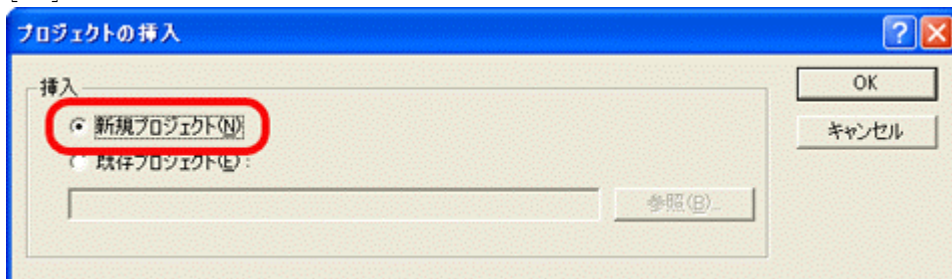 プロジェクトの挿入
挿入
OK
新規プロジェクト(N)
キャンセル
既存プロジェクト(E):
参照(B)...